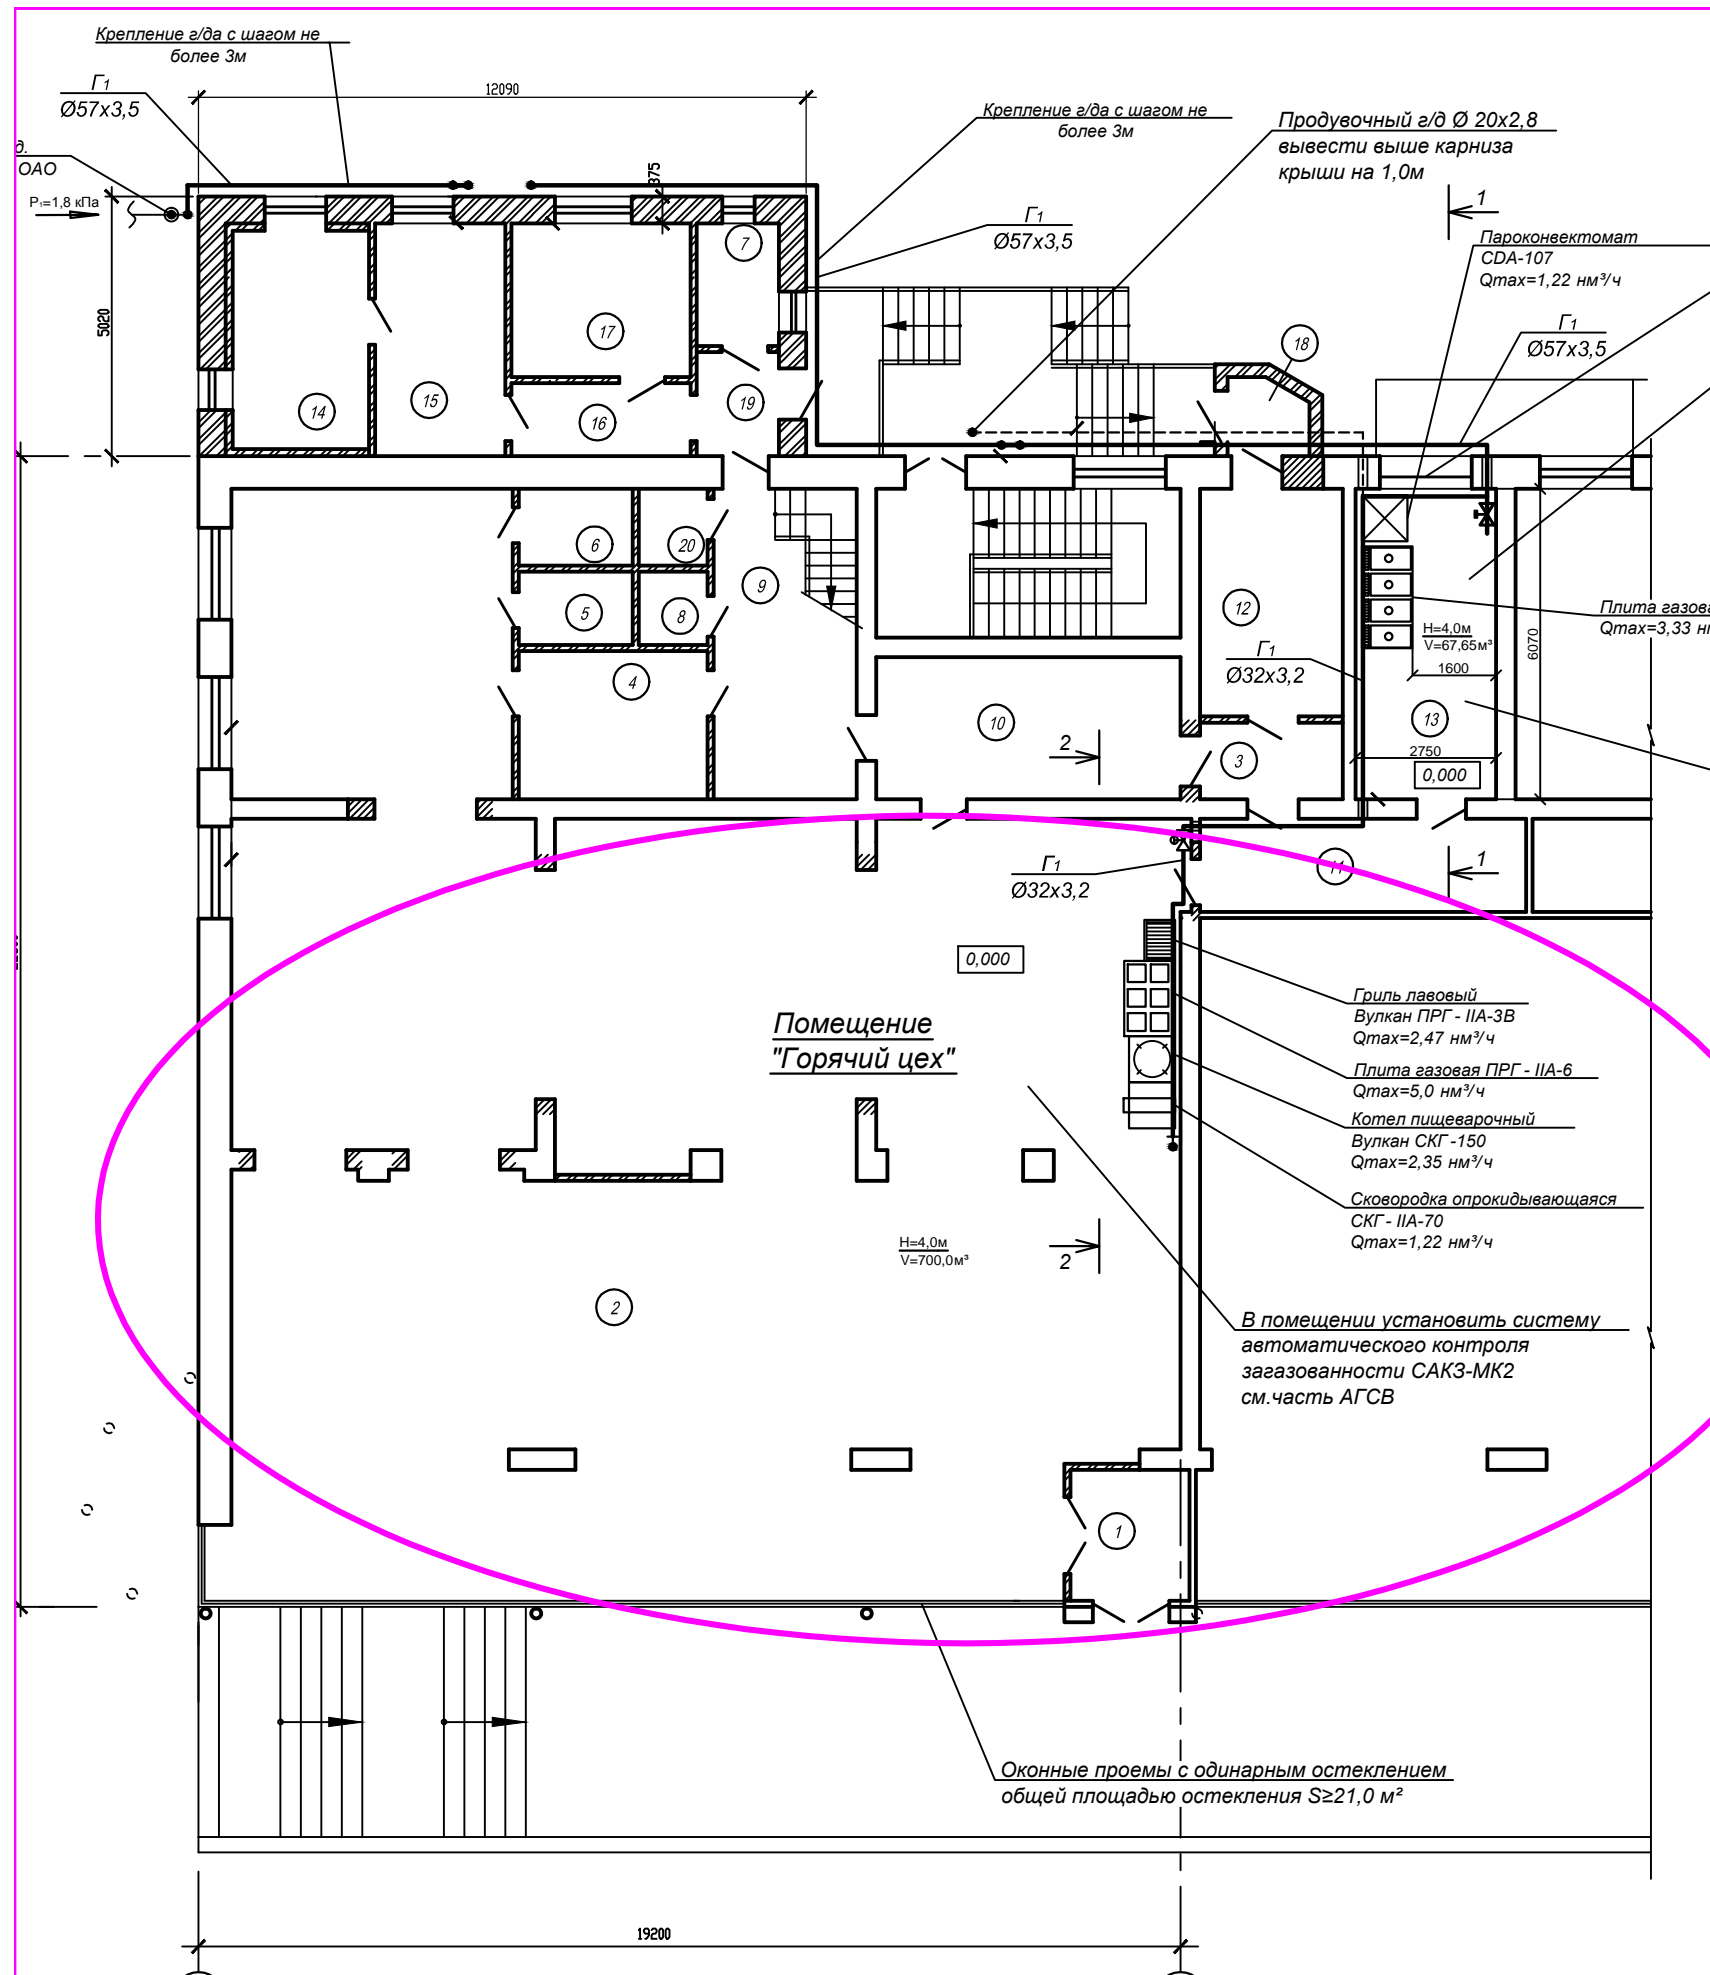 Крепление г/да с шагом не
более 3м
12090
Г1
Ø57х3,5
Крепление г/да с шагом не
более 3м
Продувочный г/д Ø 20х2,8
вывести выше карниза
крыши на 1,0м
д.
ОАО
Р1=1,8 кПа
375
1
Г1
Ø57х3,5
7
Пароконвектомат
CDA-107
Qmax=1,22 нм³/ч
5020
17
18
Г1
Ø57х3,5
14
15
16
19
6
20
9
5
8
12
Плита газова
Qmax=3,33 н
Н=4,0м
V=67,65м³
6070
Г1
Ø32х3,2
1600
4
10
13
2
3
2750
0,000
Г1
Ø32х3,2
11
1
0,000
Помещение
"Горячий цех"
Гриль лавовый
Вулкан ПРГ - IIА-3В
Qmax=2,47 нм³/ч
Плита газовая ПРГ - IIА-6
Qmax=5,0 нм³/ч
Котел пищеварочный
Вулкан СКГ -150
Qmax=2,35 нм³/ч
Сковородка опрокидывающаяся
СКГ - IIА-70
Qmax=1,22 нм³/ч
Н=4,0м
V=700,0м³
2
2
В помещении установить систему
автоматического контроля
загазованности САКЗ-МК2
см.часть АГСВ
1
Оконные проемы с одинарным остеклением
общей площадью остекления S≥21,0 м²
19200